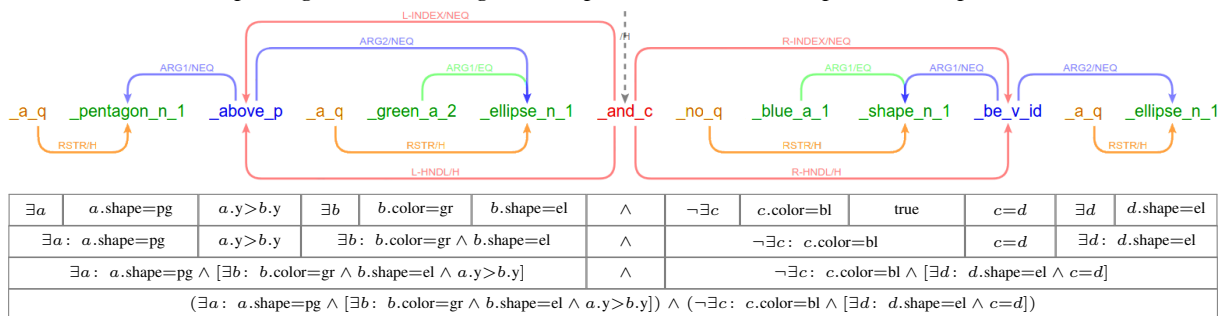 L-INDEX/NEQ
/H
ARG2/NEQ
R-INDEX/NEQ
ARG1/NEQ
ARG1/EQ
ARG1/EQ
ARG1/NEQ
ARG2/NEQ
_a_q _pentagon_n_1 _above_p _a_q _green_a_2 _ellipse_n_1 _and_c _no_q _blue_a_1 _shape_n_1 _be_v_id _a_q _ellipse_n_1
RSTR/H
RSTR/H
RSTR/H
RSTR/H
L-HNDL/H
R-HNDL/H
∃a a.shape=pg a.y>b.y ∃b b.color=gr b.shape=el ∧ ¬∃c c.color=bl true c=d ∃d d.shape=el
∃a: a.shape=pg a.y>b.y ∃b: b.color=gr ∧ b.shape=el ∧ ¬∃c: c.color=bl c=d ∃d: d.shape=el
∃a: a.shape=pg ∧ [∃b: b.color=gr ∧ b.shape=el ∧ a.y>b.y] ∧ ¬∃c: c.color=bl ∧ [∃d: d.shape=el ∧ c=d]
(∃a: a.shape=pg ∧ [∃b: b.color=gr ∧ b.shape=el ∧ a.y>b.y]) ∧ (¬∃c: c.color=bl ∧ [∃d: d.shape=el ∧ c=d])